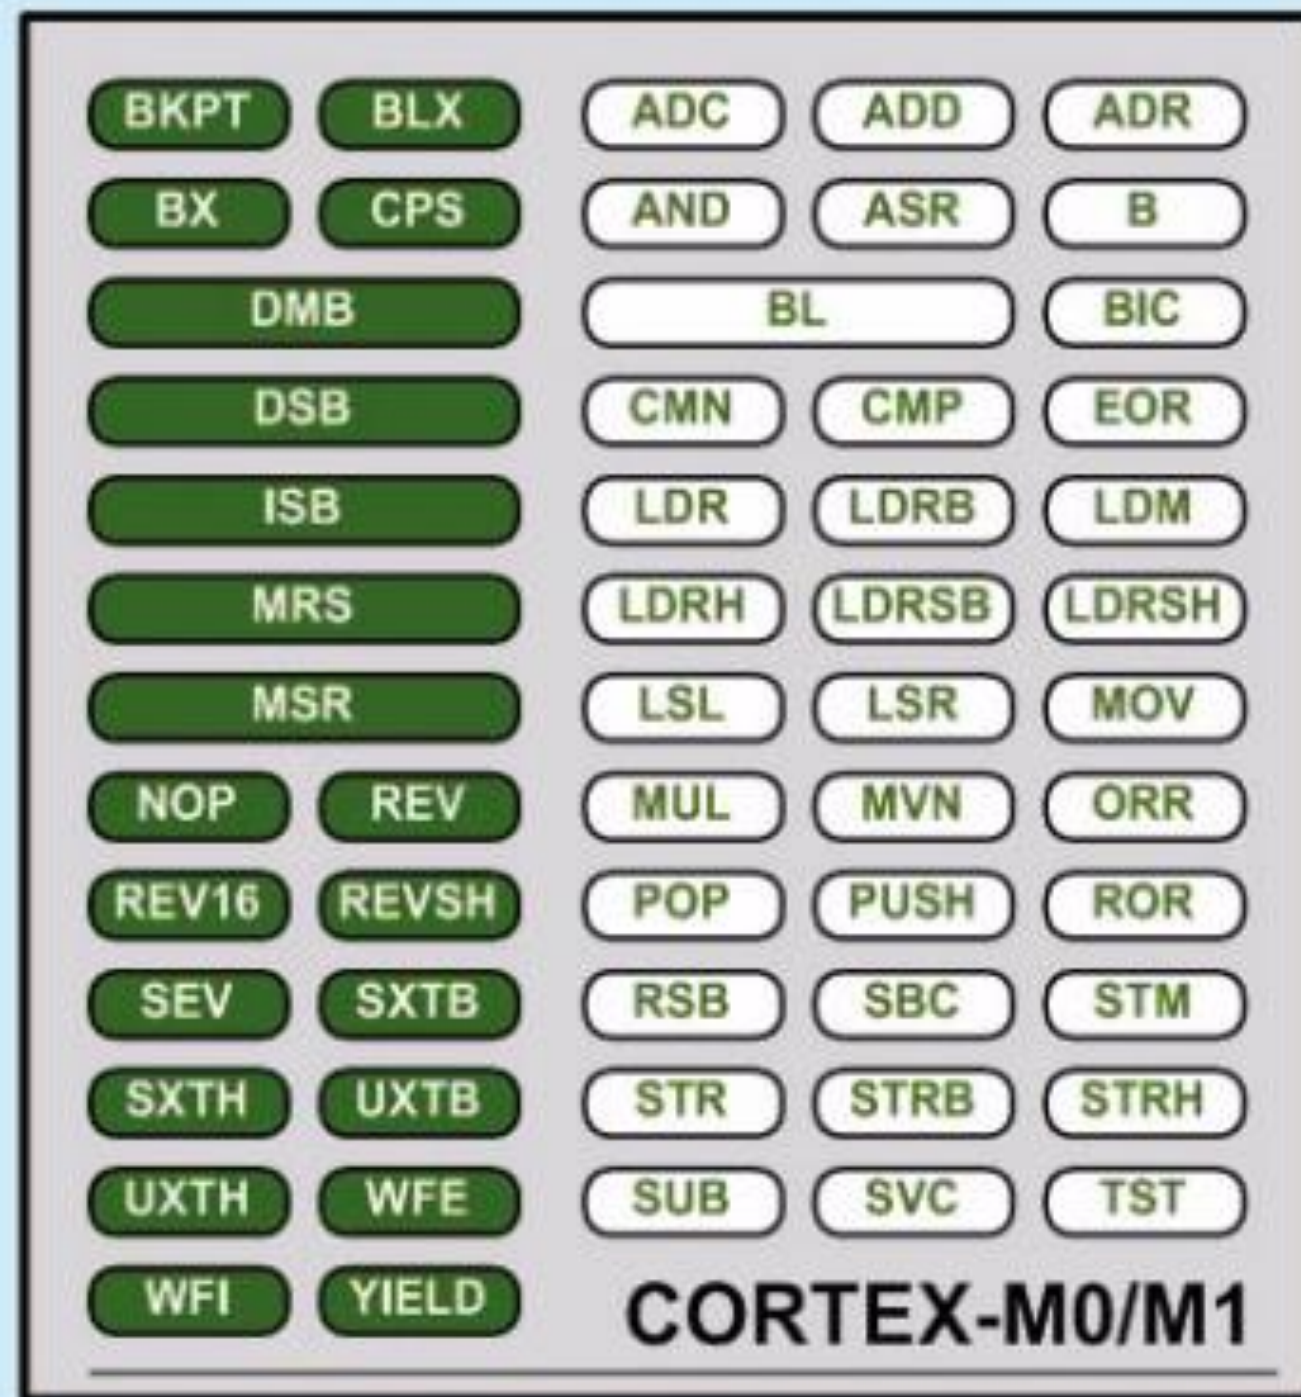 BKPT BLX ADC ADD ADR
BX CPS AND ASR B
DMB BL BIC
DSB CMN CMP EOR
ISB LDR LDRB LDM
MRS LDRH LDRSB LDRSH
MSR LSL LSR MOV
NOP REV MUL MVN ORR
REV16 REVSH POP PUSH ROR
SEV SXTB RSB SBC STM
SXTH UXTB STR STRB STRH
UXTH WFE SUB SVC TST
WFI YIELD CORTEX-M0/M1